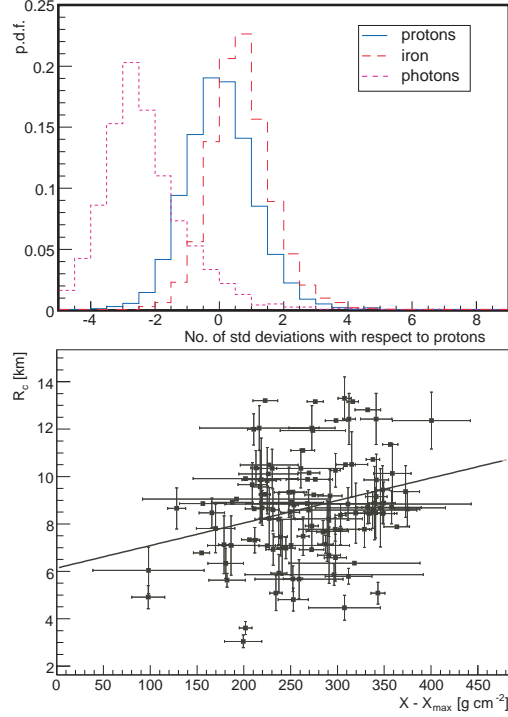 p.d.f.
0.25
0.2
0.15
0.1
0.05
0
protons
iron
photons
-4 -2 0 2 4 6 8
No. of std deviations with respect to protons
R_c [km]
14
12
10
8
6
4
2
0 50 100 150 200 250 300 350 400 450
X - X_max [g cm⁻²]